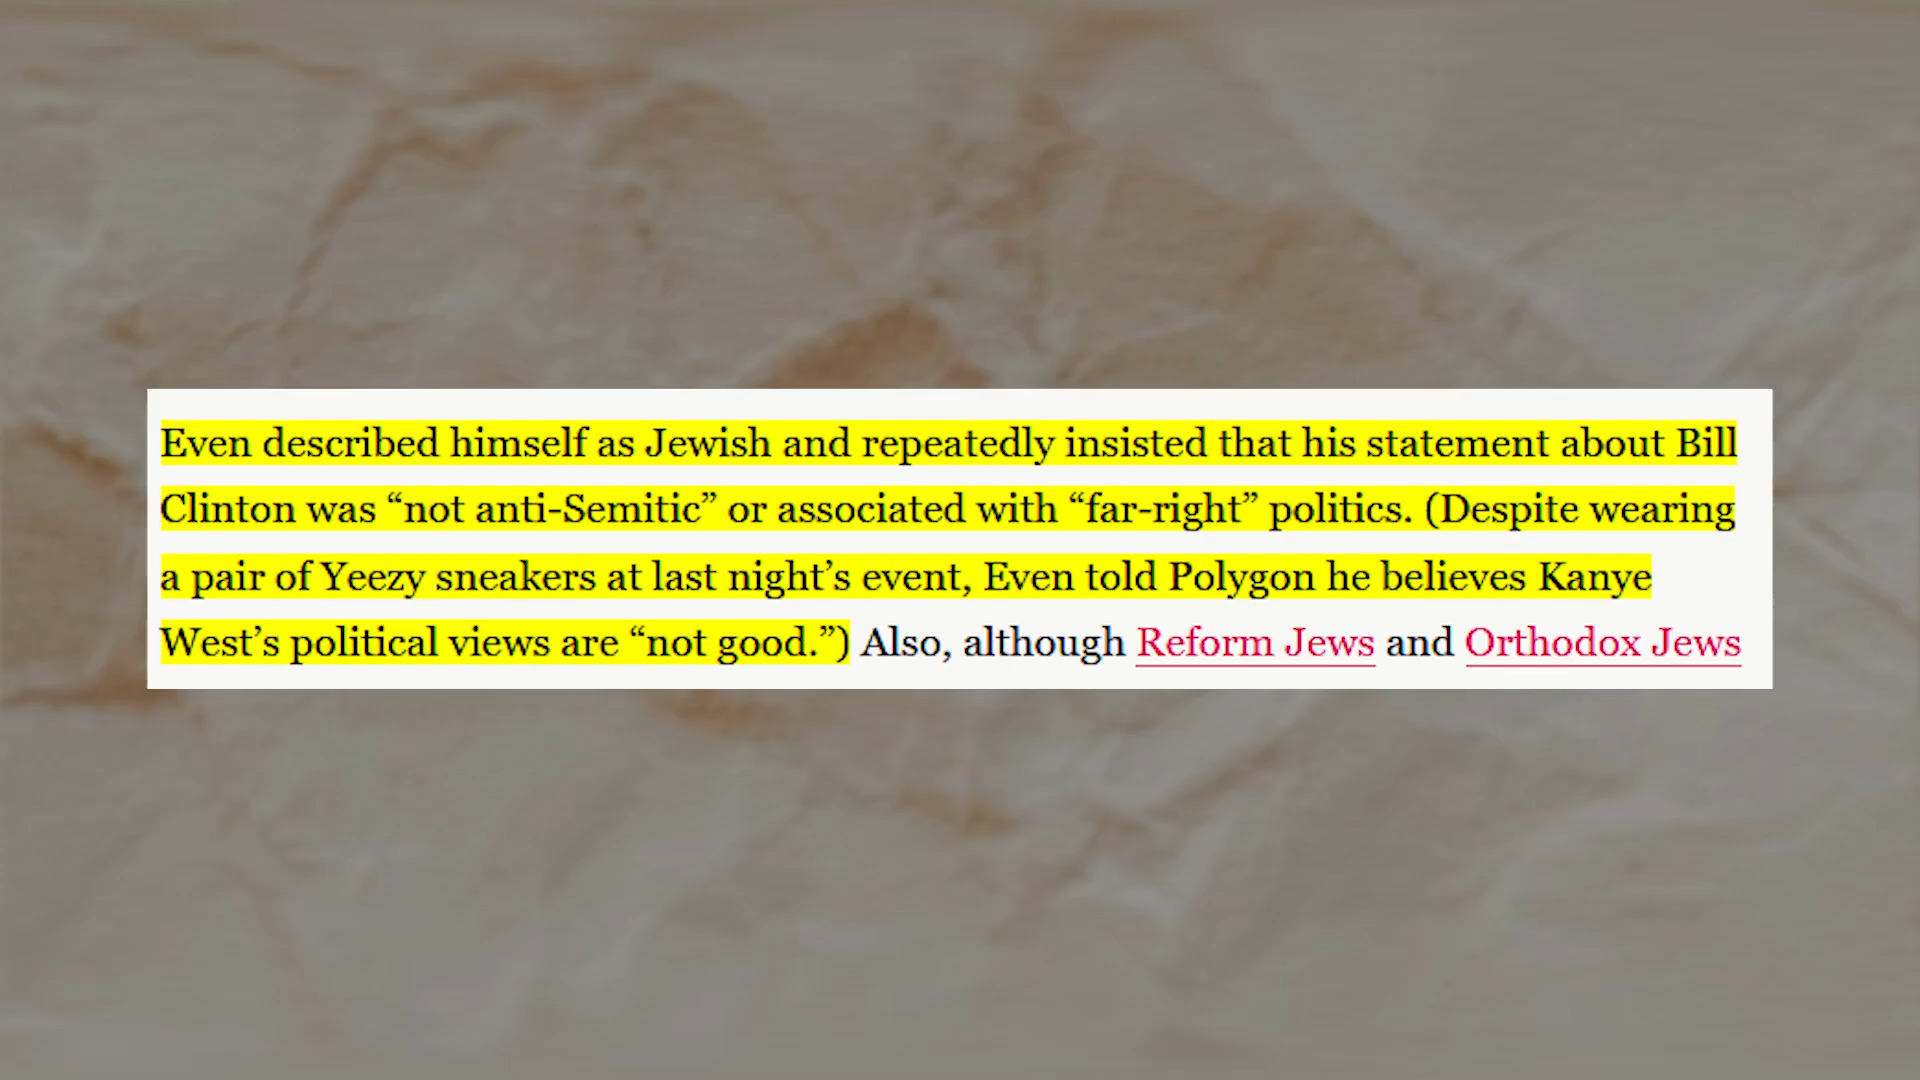 Even described himself as Jewish and repeatedly insisted that his statement about Bill
Clinton was “not anti-Semitic” or associated with “far-right” politics. (Despite wearing
a pair of Yeezy sneakers at last night’s event, Even told Polygon he believes Kanye
West’s political views are “not good.”) Also, although Reform Jews and Orthodox Jews